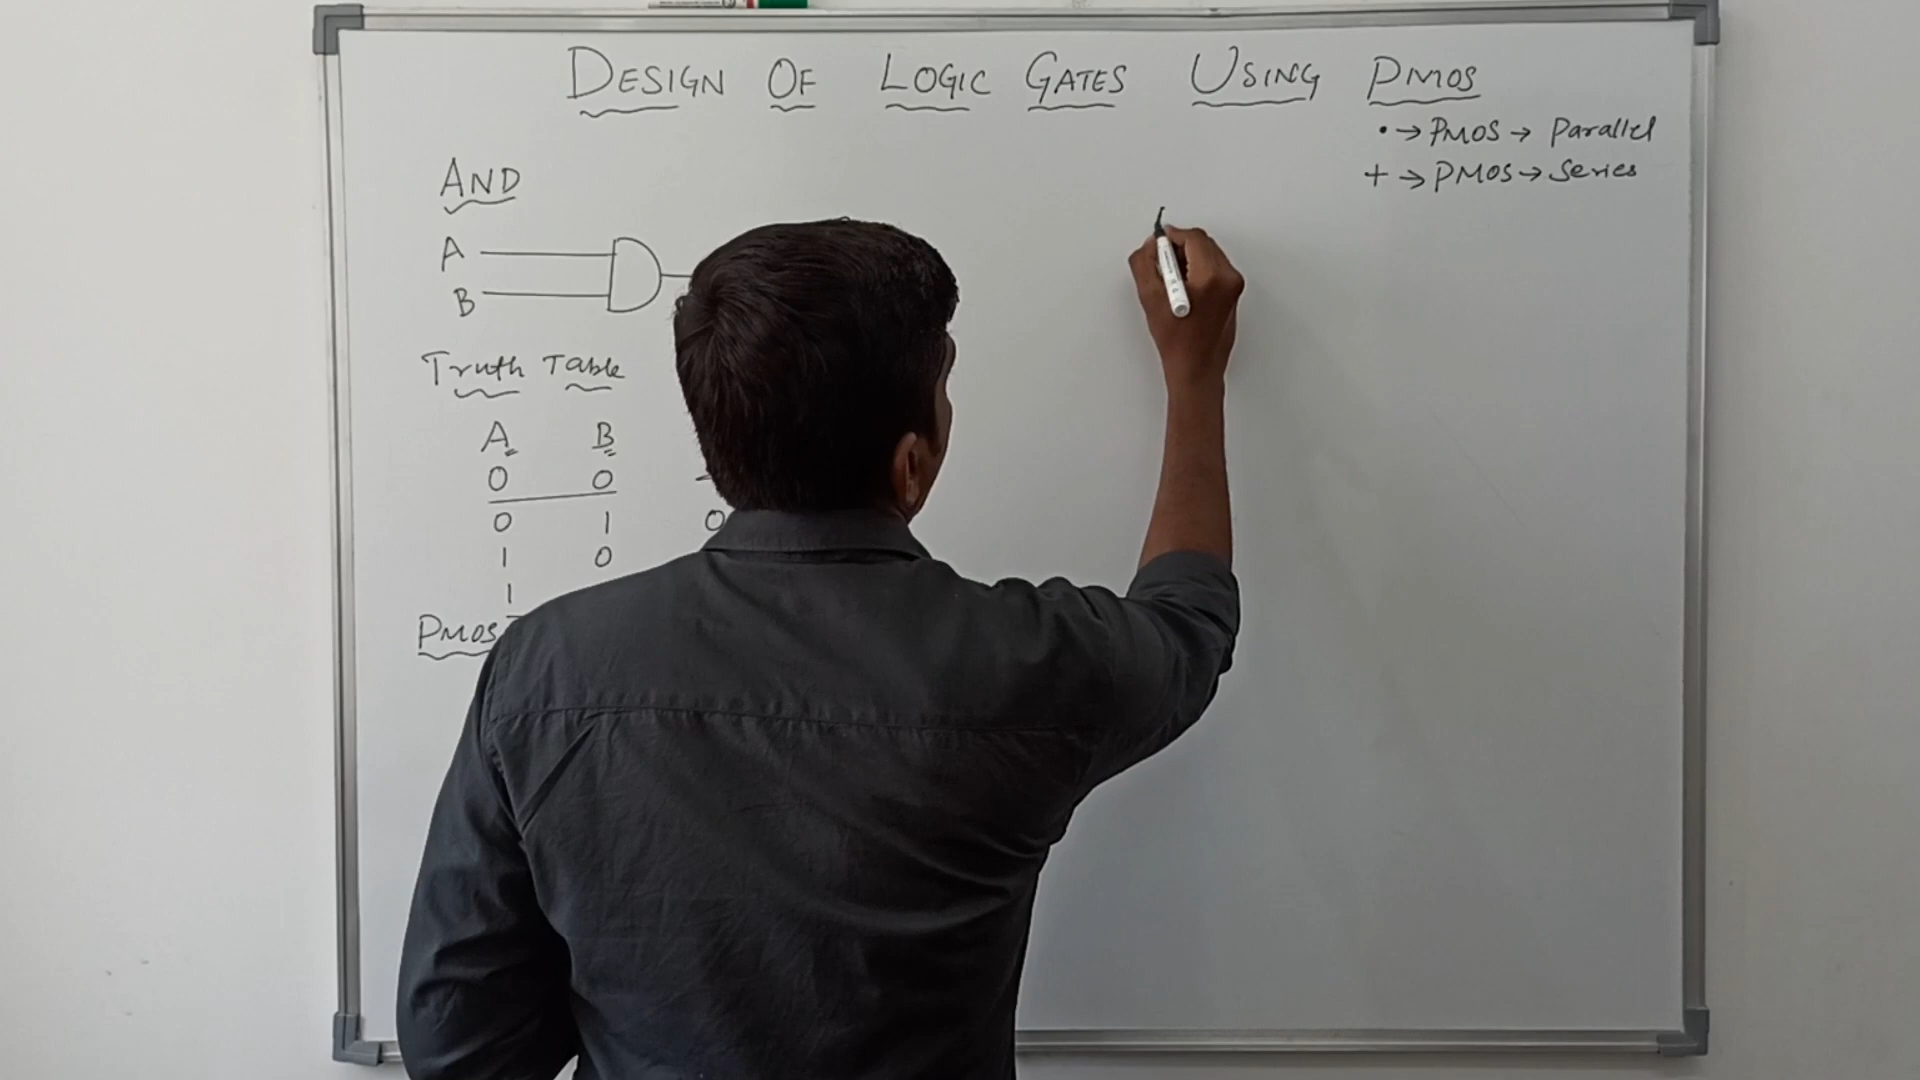 DESIGN OF LOGIC GATES USING PMOS
• → PMOS → Parallel
+ → PMOS → Series
AND
A
B
Truth Table
A B
0 0
0 1 0
1 0
1
PMOS